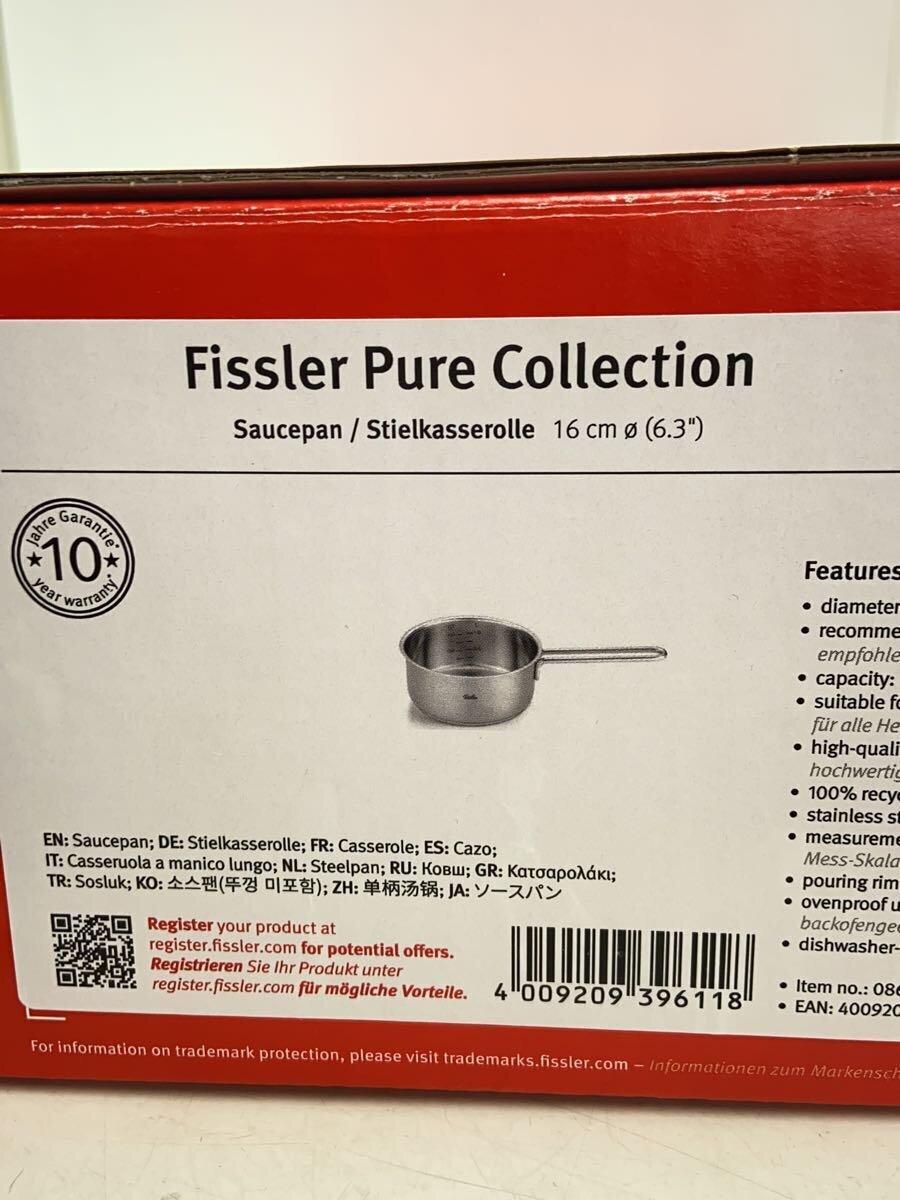 Fissler Pure Collection
Saucepan / Stielkasserolle 16 cm ø (6.3")
Jahre Garantie*
10
year warranty*
Fissler
Features
• diameter
• recomme
empfohle
• capacity:
• suitable fo
für alle He
• high-quali
hochwertig
• 100% recyc
• stainless st
• measureme
Mess-Skala
• pouring rim
• ovenproof u
backofengee
• dishwasher-
• Item no.: 086
• EAN: 400920
EN: Saucepan; DE: Stielkasserolle; FR: Casserole; ES: Cazo;
IT: Casseruola a manico lungo; NL: Steelpan; RU: Ковш; GR: Κατσαρολάκι;
TR: Sosluk; KO: 소스팬(뚜껑 미포함); ZH: 单柄汤锅; JA: ソースパン
Register your product at
register.fissler.com for potential offers.
Registrieren Sie Ihr Produkt unter
register.fissler.com für mögliche Vorteile.
4 009209 396118
For information on trademark protection, please visit trademarks.fissler.com – Informationen zum Markensch